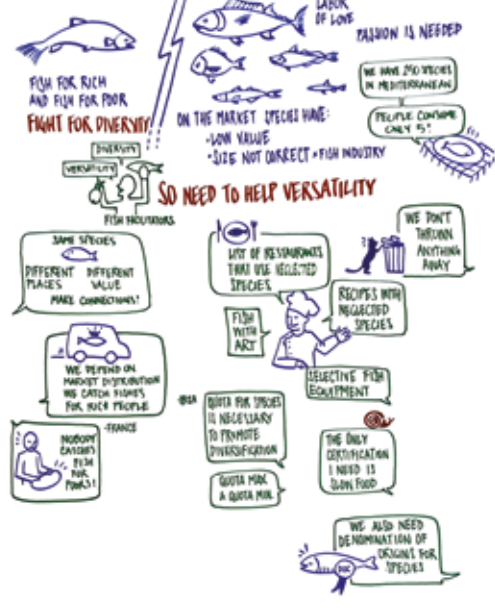 LABOR
OF LOVE
PASSION IS NEEDED
FISH FOR RICH
AND FISH FOR POOR
FIGHT FOR DIVERSITY
ON THE MARKET SPECIES HAVE:
-LOW VALUE
-SIZE NOT CORRECT FISH INDUSTRY
WE HAVE 250 SPECIES
IN MEDITERRANEAN
PEOPLE CONSUME
ONLY 5!
DIVERSITY
VERSATILITY
FISH FACILITATORS
SO NEED TO HELP VERSATILITY
SAME SPECIES
DIFFERENT DIFFERENT
PLACES VALUE
MAKE CONNECTIONS!
LIST OF RESTAURANTS
THAT USE NEGLECTED
SPECIES
WE DON'T
THROWN
ANYTHING
AWAY
FISH
WITH
ART
RECIPES WITH
NEGLECTED
SPECIES
WE DEPEND ON
MARKET DISTRIBUTION
WE CATCH FISHES
FOR RICH PEOPLE
-FRANCE
SELECTIVE FISH
EQUIPMENT
NOBODY
CATCHES
FISH
FOR
POORS!
QUOTA FOR SPECIES
IS NECESSARY
TO PROMOTE
DIVERSIFICATION
QUOTA MAX
& QUOTA MIN.
THE ONLY
CERTIFICATION
I NEED IS
SLOW FOOD
WE ALSO NEED
DENOMINATION OF
ORIGINS FOR
SPECIES
DOC